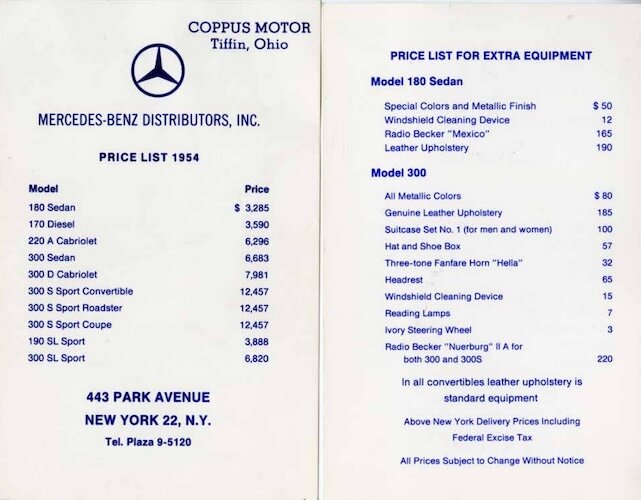 COPPUS MOTOR
Tiffin, Ohio
MERCEDES-BENZ DISTRIBUTORS, INC.
PRICE LIST 1954
Model Price
180 Sedan $ 3,285
170 Diesel 3,590
220 A Cabriolet 6,296
300 Sedan 6,683
300 D Cabriolet 7,981
300 S Sport Convertible 12,457
300 S Sport Roadster 12,457
300 S Sport Coupe 12,457
190 SL Sport 3,888
300 SL Sport 6,820
443 PARK AVENUE
NEW YORK 22, N.Y.
Tel. Plaza 9-5120
PRICE LIST FOR EXTRA EQUIPMENT
Model 180 Sedan
Special Colors and Metallic Finish $ 50
Windshield Cleaning Device 12
Radio Becker "Mexico" 165
Leather Upholstery 190
Model 300
All Metallic Colors $ 80
Genuine Leather Upholstery 185
Suitcase Set No. 1 (for men and women) 100
Hat and Shoe Box 57
Three-tone Fanfare Horn "Hella" 32
Headrest 65
Windshield Cleaning Device 15
Reading Lamps 7
Ivory Steering Wheel 3
Radio Becker "Nuerburg" II A for
both 300 and 300S 220
In all convertibles leather upholstery is
standard equipment
Above New York Delivery Prices Including
Federal Excise Tax
All Prices Subject to Change Without Notice